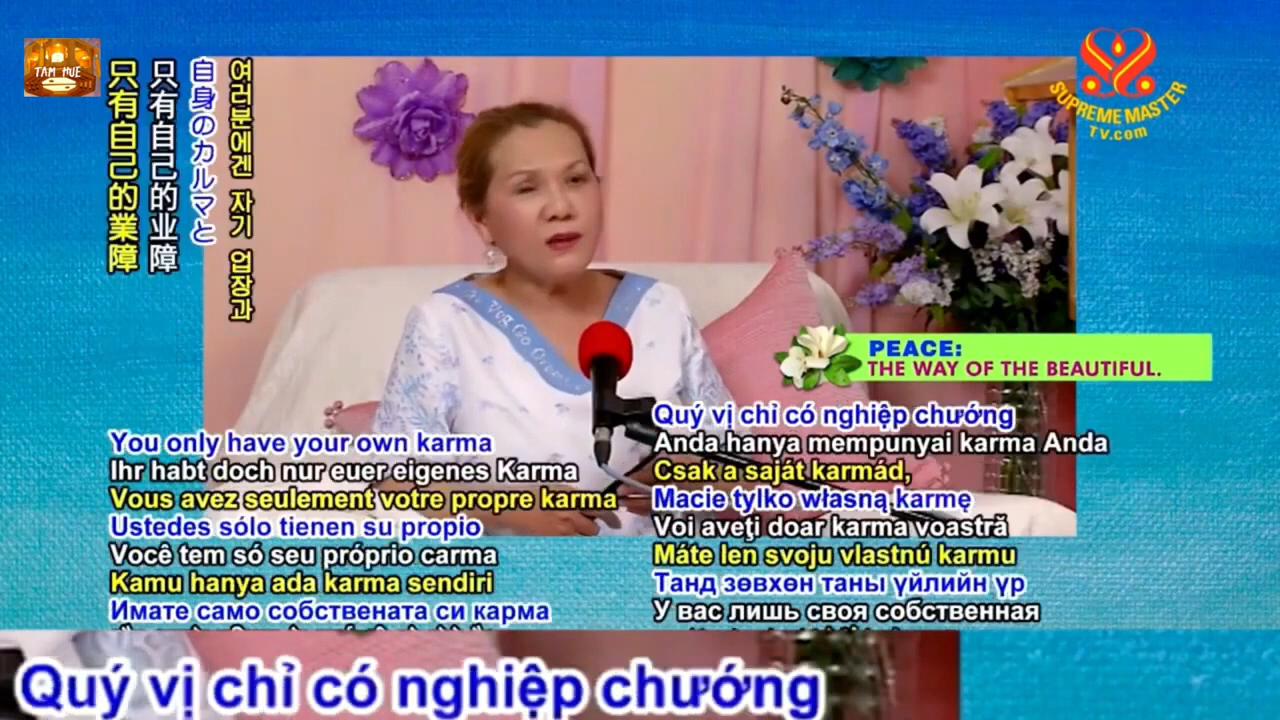 TAM HUE
只有自己的業障
只有自己的业障
自身のカルマと
여러분에겐 자기 업장과
SUPREME MASTER
TV.com
Veg Go
PEACE:
THE WAY OF THE BEAUTIFUL.
You only have your own karma
Ihr habt doch nur euer eigenes Karma
Vous avez seulement votre propre karma
Ustedes sólo tienen su propio
Você tem só seu próprio carma
Kamu hanya ada karma sendiri
Имате само собствената си карма
Quý vị chỉ có nghiệp chướng
Anda hanya mempunyai karma Anda
Csak a saját karmád,
Macie tylko własną karmę
Voi aveţi doar karma voastră
Máte len svoju vlastnú karmu
Танд зөвхөн таны үйлийн үр
У вас лишь своя собственная
Quý vị chỉ có nghiệp chướng